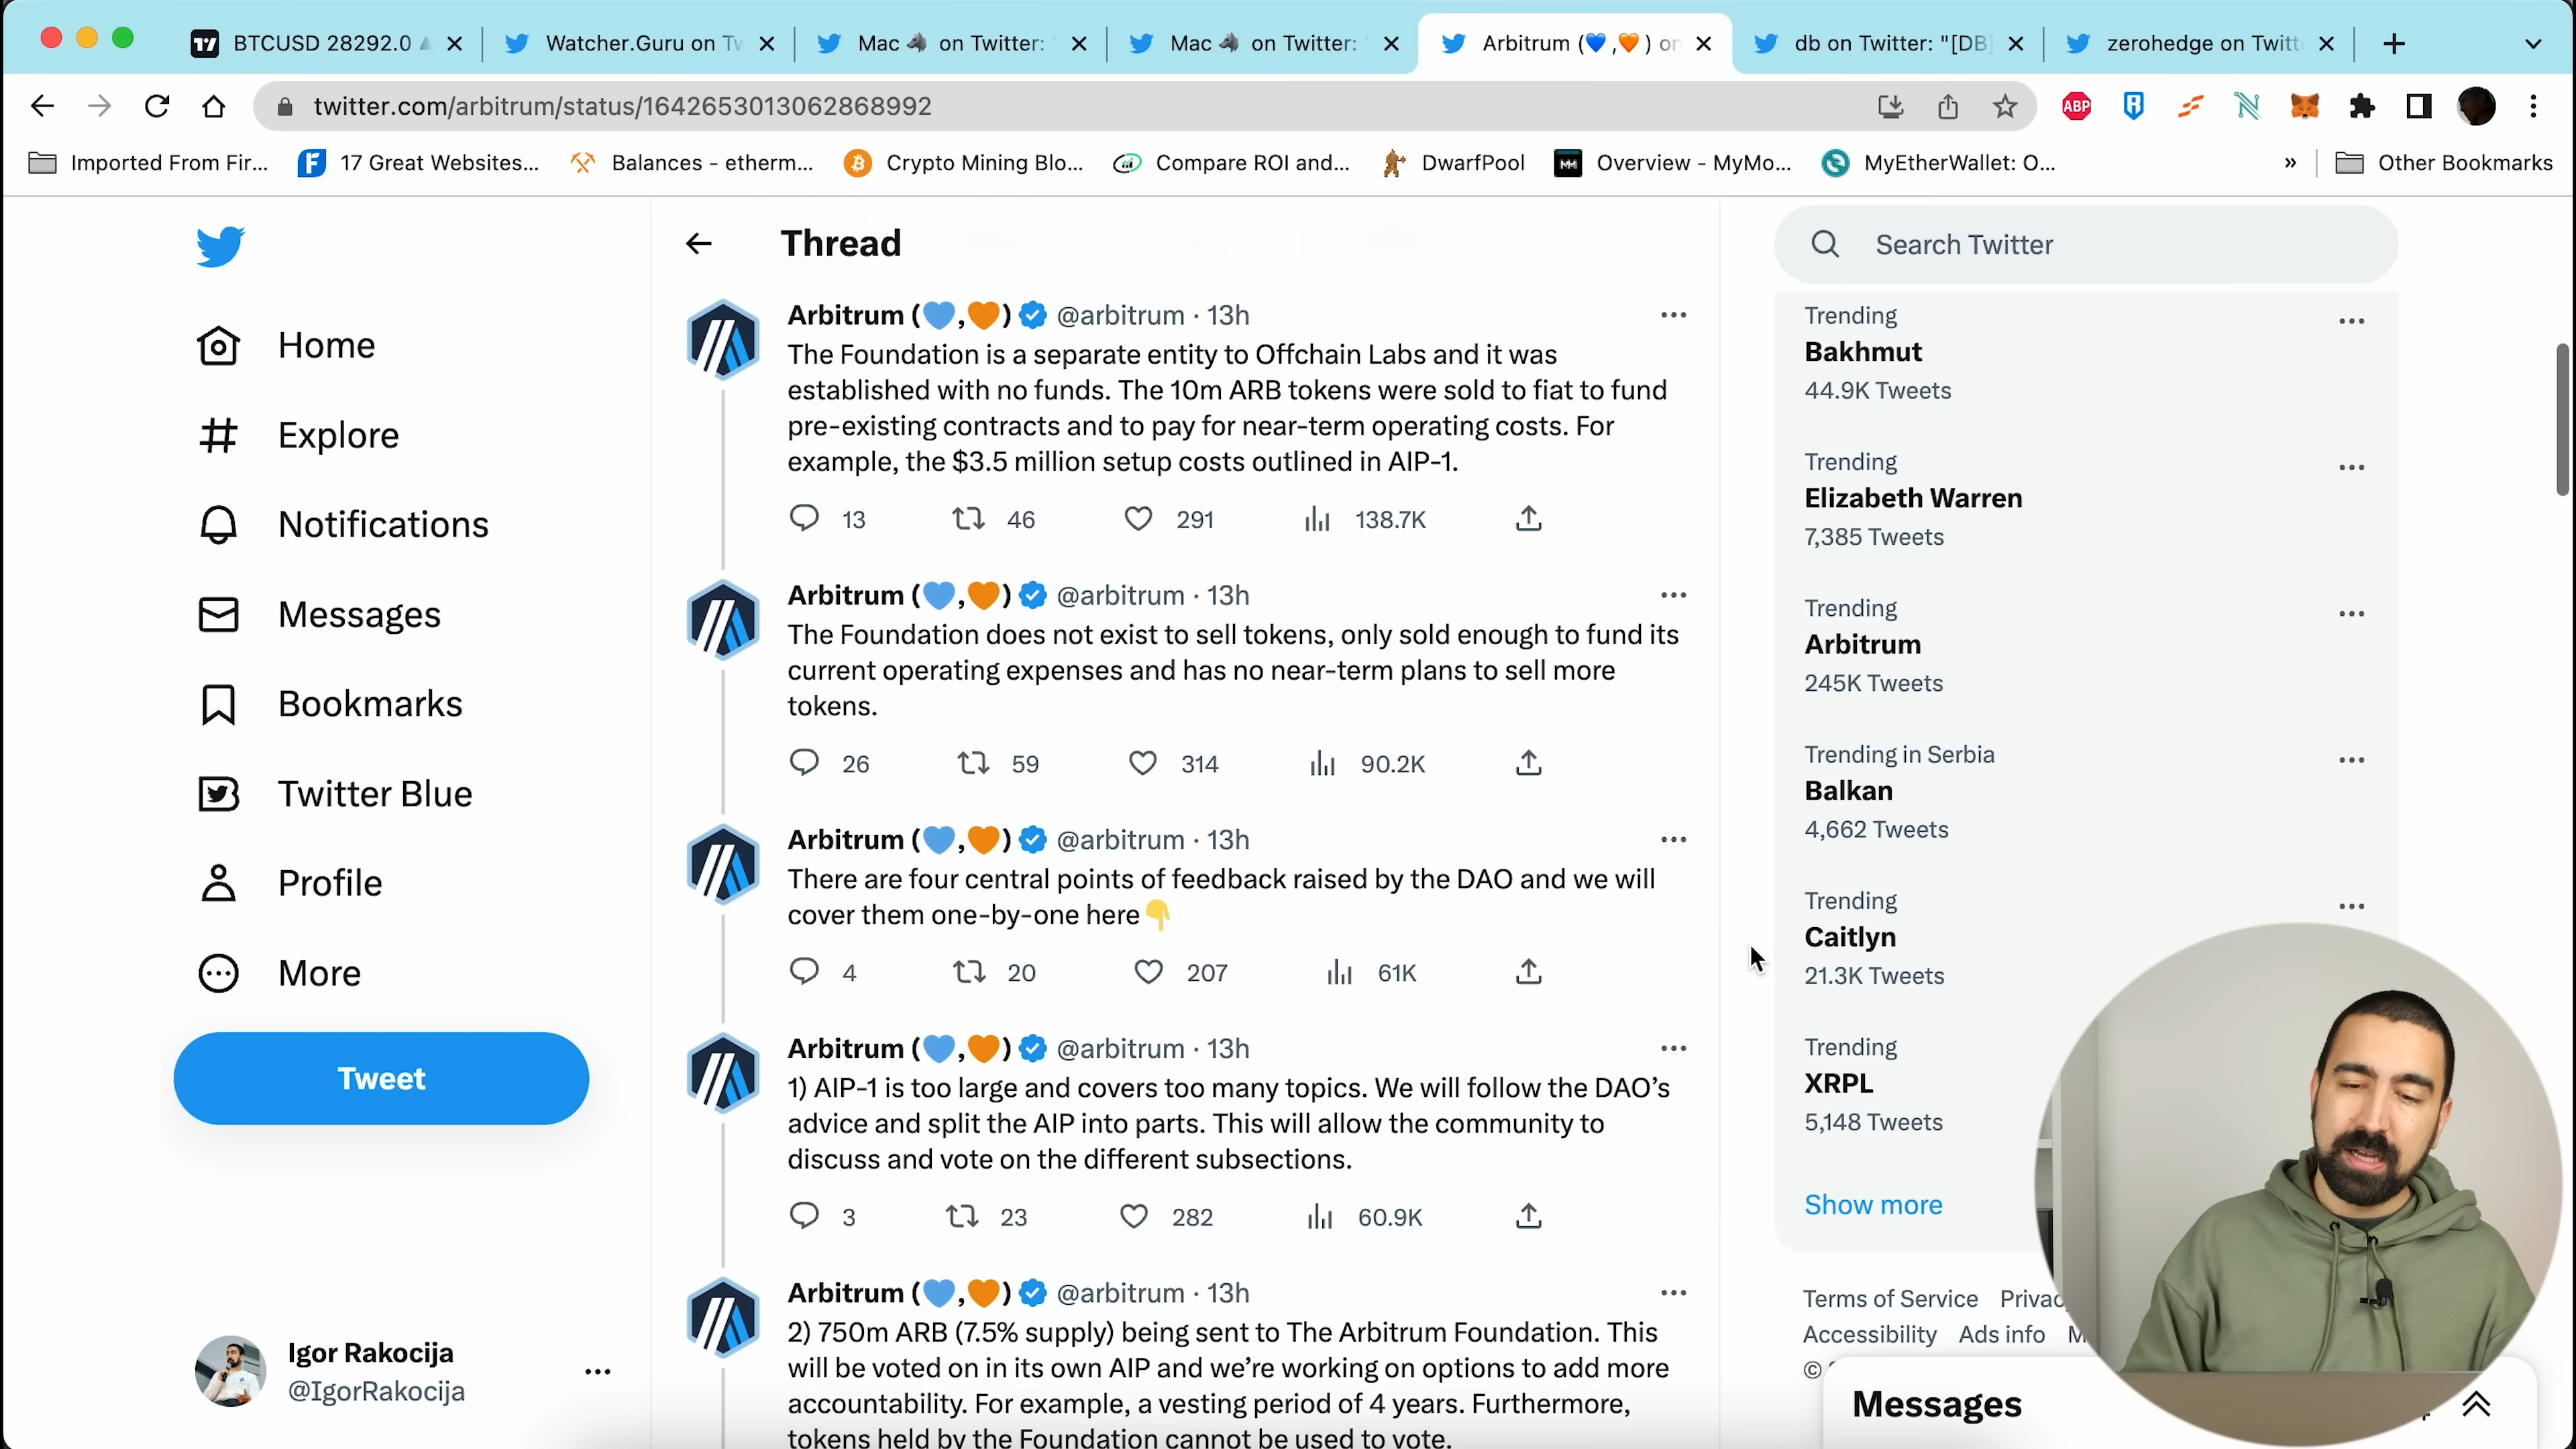 BTCUSD 28292.0
Watcher.Guru on Tw
Mac on Twitter:
Mac on Twitter:
Arbitrum (💙,🧡) on
db on Twitter: "[DB]
zerohedge on Twitt
twitter.com/arbitrum/status/1642653013062868992
ABP
Imported From Fir...
17 Great Websites...
Balances - etherm...
Crypto Mining Blo...
Compare ROI and...
DwarfPool
Overview - MyMo...
MyEtherWallet: O...
»
Other Bookmarks
Home
Explore
Notifications
Messages
Bookmarks
Twitter Blue
Profile
More
Tweet
Igor Rakocija
@IgorRakocija
Thread
Arbitrum (💙,🧡) @arbitrum · 13h
The Foundation is a separate entity to Offchain Labs and it was
established with no funds. The 10m ARB tokens were sold to fiat to fund
pre-existing contracts and to pay for near-term operating costs. For
example, the $3.5 million setup costs outlined in AIP-1.
13 46 291 138.7K
Arbitrum (💙,🧡) @arbitrum · 13h
The Foundation does not exist to sell tokens, only sold enough to fund its
current operating expenses and has no near-term plans to sell more
tokens.
26 59 314 90.2K
Arbitrum (💙,🧡) @arbitrum · 13h
There are four central points of feedback raised by the DAO and we will
cover them one-by-one here👇
4 20 207 61K
Arbitrum (💙,🧡) @arbitrum · 13h
1) AIP-1 is too large and covers too many topics. We will follow the DAO’s
advice and split the AIP into parts. This will allow the community to
discuss and vote on the different subsections.
3 23 282 60.9K
Arbitrum (💙,🧡) @arbitrum · 13h
2) 750m ARB (7.5% supply) being sent to The Arbitrum Foundation. This
will be voted on in its own AIP and we’re working on options to add more
accountability. For example, a vesting period of 4 years. Furthermore,
tokens held by the Foundation cannot be used to vote.
Search Twitter
Trending
Bakhmut
44.9K Tweets
Trending
Elizabeth Warren
7,385 Tweets
Trending
Arbitrum
245K Tweets
Trending in Serbia
Balkan
4,662 Tweets
Trending
Caitlyn
21.3K Tweets
Trending
XRPL
5,148 Tweets
Show more
Terms of Service Privac
Accessibility Ads info M
©
Messages